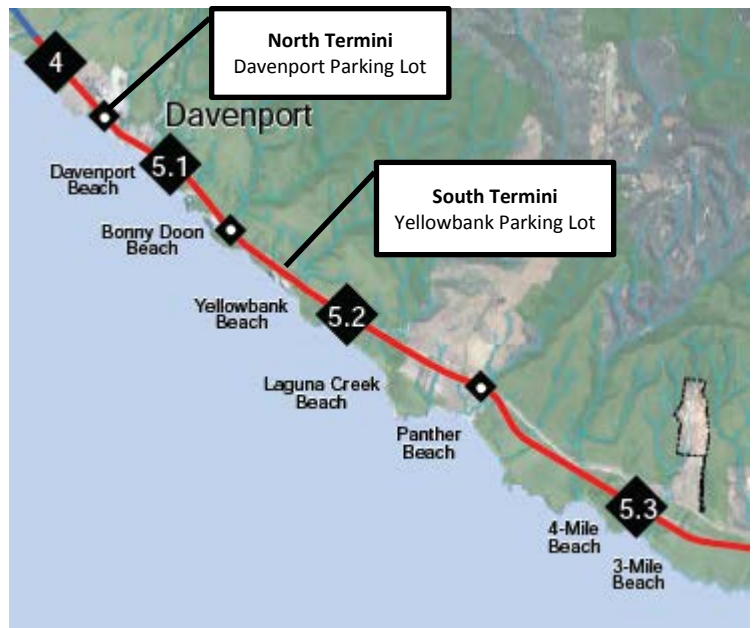 North Termini
Davenport Parking Lot
4
Davenport
Davenport
Beach
5.1
South Termini
Yellowbank Parking Lot
Bonny Doon
Beach
Yellowbank
Beach
5.2
Laguna Creek
Beach
Panther
Beach
5.3
4-Mile
Beach
3-Mile
Beach